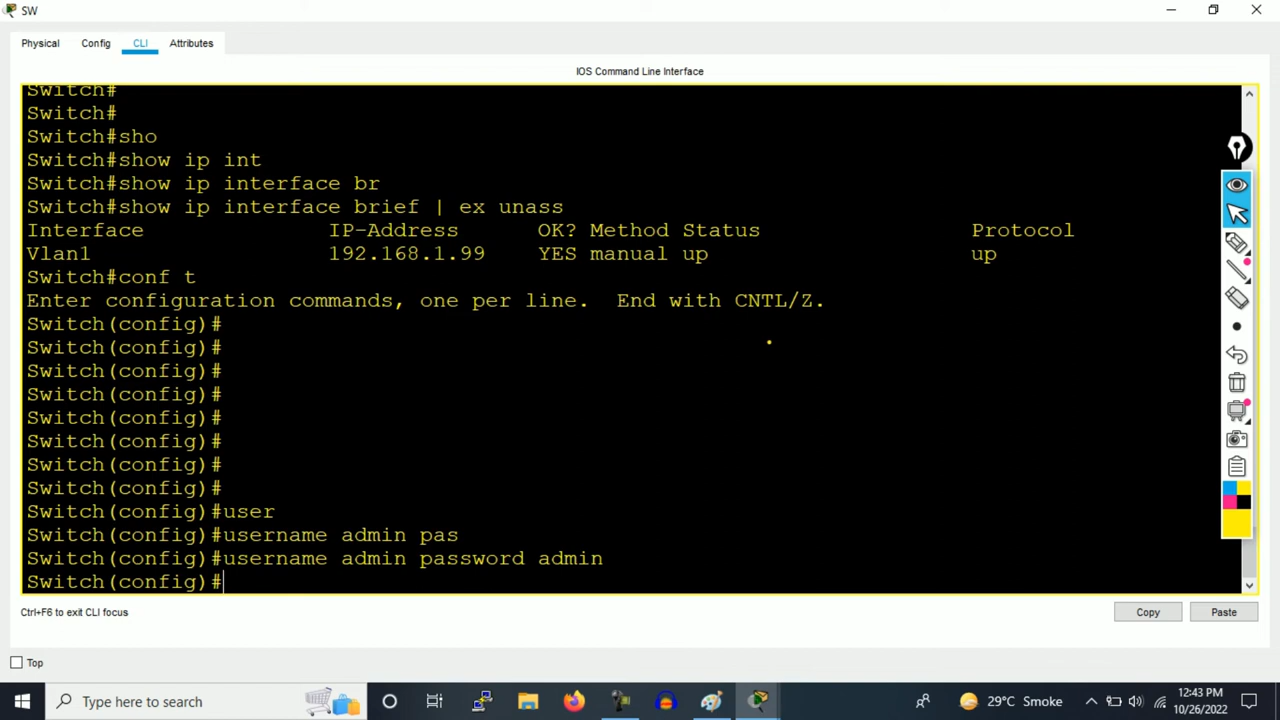 SW
Physical Config CLI Attributes
IOS Command Line Interface
Switch#
Switch#
Switch#sho
Switch#show ip int
Switch#show ip interface br
Switch#show ip interface brief | ex unass
Interface IP-Address OK? Method Status Protocol
Vlan1 192.168.1.99 YES manual up up
Switch#conf t
Enter configuration commands, one per line. End with CNTL/Z.
Switch(config)#
Switch(config)#
Switch(config)#
Switch(config)#
Switch(config)#
Switch(config)#
Switch(config)#
Switch(config)#
Switch(config)#user
Switch(config)#username admin pas
Switch(config)#username admin password admin
Switch(config)#
Ctrl+F6 to exit CLI focus
Copy Paste
Top
Type here to search
29°C Smoke
12:43 PM
10/26/2022